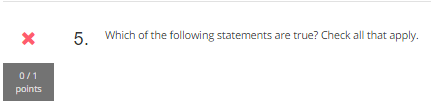 5. Which of the following statements are true? Check all that apply.
0 / 1
points